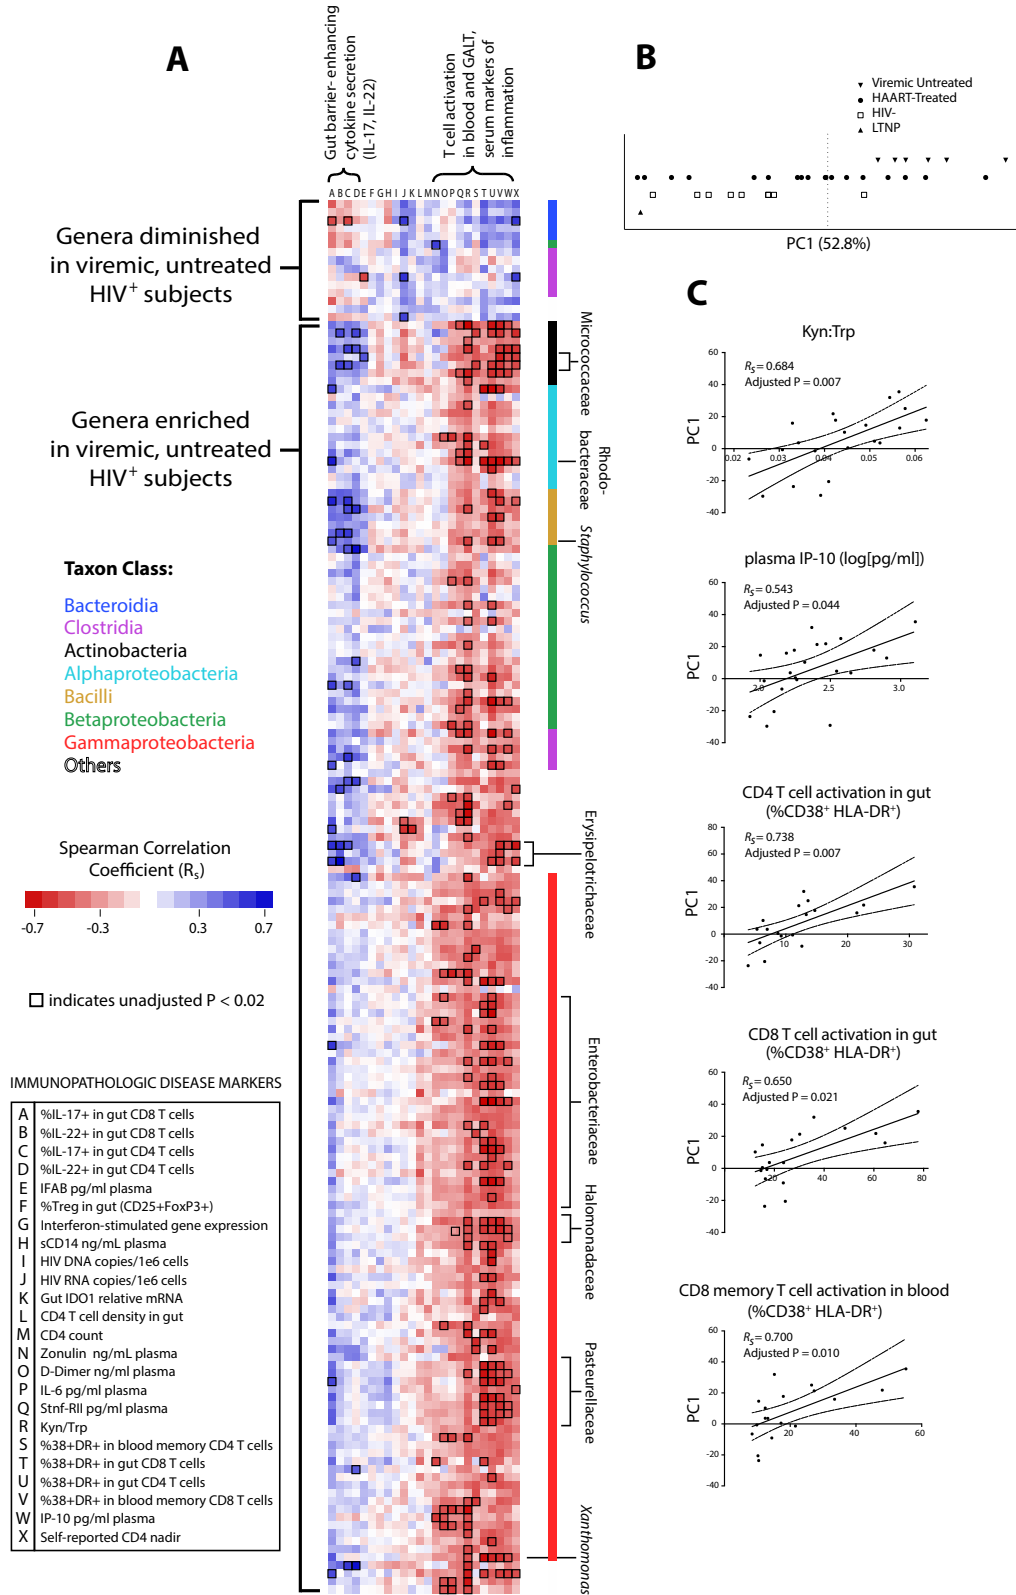 A
Gut barrier- enhancing
cytokine secretion
(IL-17, IL-22)
T cell activation
in blood and GALT,
serum markers of
inflammation
A B C D E F G H I J K L M N O P Q R S T U V W X
Genera diminished
in viremic, untreated
HIV+ subjects
Genera enriched
in viremic, untreated
HIV+ subjects
Micrococcaceae
Rhodo-
bacteraceae
Staphylococcus
Erysipelotrichaceae
Enterobacteriaceae
Halomonadaceae
Pasteurellaceae
Xanthomonas
Taxon Class:
Bacteroidia
Clostridia
Actinobacteria
Alphaproteobacteria
Bacilli
Betaproteobacteria
Gammaproteobacteria
Others
Spearman Correlation
Coefficient (Rs)
-0.7 -0.3 0.3 0.7
indicates unadjusted P < 0.02
IMMUNOPATHOLOGIC DISEASE MARKERS
A %IL-17+ in gut CD8 T cells
B %IL-22+ in gut CD8 T cells
C %IL-17+ in gut CD4 T cells
D %IL-22+ in gut CD4 T cells
E IFAB pg/ml plasma
F %Treg in gut (CD25+FoxP3+)
G Interferon-stimulated gene expression
H sCD14 ng/mL plasma
I HIV DNA copies/1e6 cells
J HIV RNA copies/1e6 cells
K Gut IDO1 relative mRNA
L CD4 T cell density in gut
M CD4 count
N Zonulin ng/mL plasma
O D-Dimer ng/mL plasma
P IL-6 pg/ml plasma
Q Stnf-RII pg/ml plasma
R Kyn/Trp
S %38+DR+ in blood memory CD4 T cells
T %38+DR+ in gut CD8 T cells
U %38+DR+ in gut CD4 T cells
V %38+DR+ in blood memory CD8 T cells
W IP-10 pg/ml plasma
X Self-reported CD4 nadir
B
Viremic Untreated
HAART-Treated
HIV-
LTNP
PC1 (52.8%)
C
Kyn:Trp
Rs = 0.684
Adjusted P = 0.007
PC1
60
40
20
0
-20
-40
0.02 0.03 0.04 0.05 0.06
plasma IP-10 (log[pg/ml])
Rs = 0.543
Adjusted P = 0.044
PC1
60
40
20
0
-20
-40
2.0 2.5 3.0
CD4 T cell activation in gut
(%CD38+ HLA-DR+)
Rs = 0.738
Adjusted P = 0.007
PC1
80
60
40
20
0
-20
-40
10 20 30
CD8 T cell activation in gut
(%CD38+ HLA-DR+)
Rs = 0.650
Adjusted P = 0.021
PC1
60
40
20
0
-20
-40
20 40 60 80
CD8 memory T cell activation in blood
(%CD38+ HLA-DR+)
Rs = 0.700
Adjusted P = 0.010
PC1
60
40
20
0
-20
-40
20 40 60